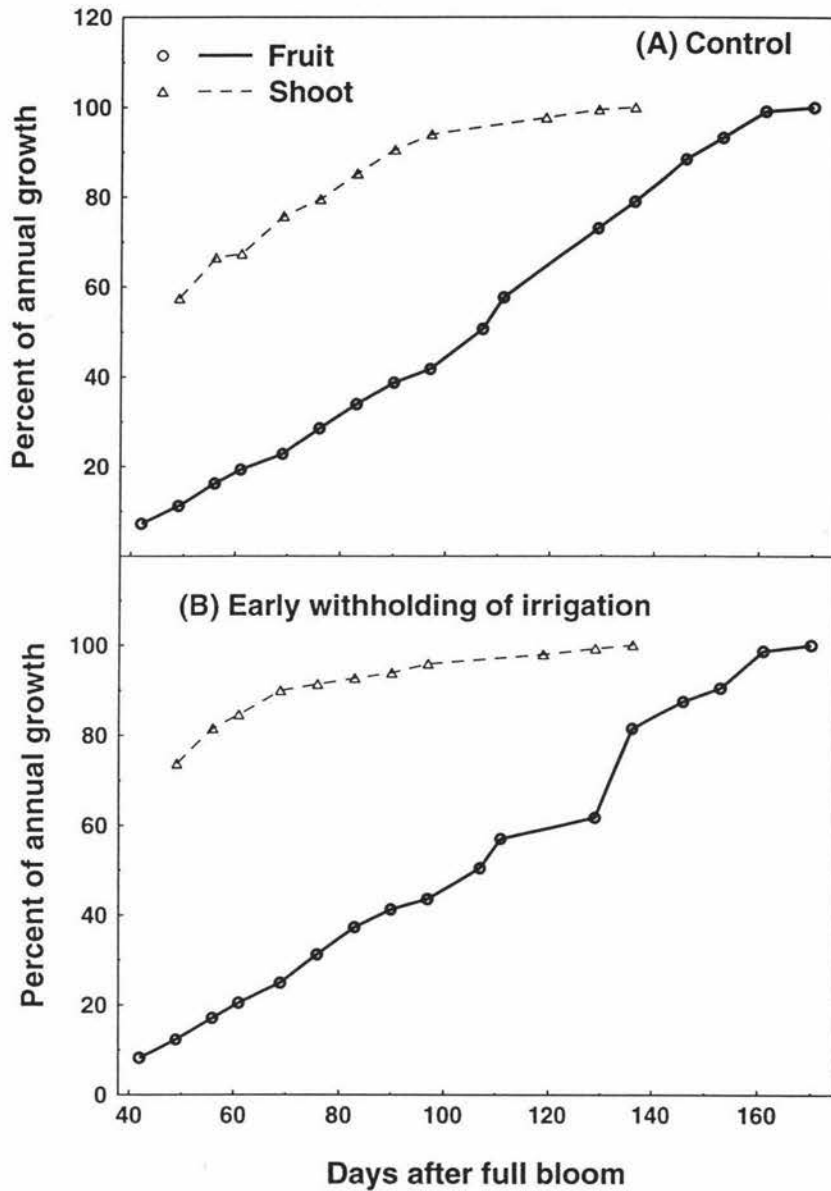 120
(A) Control
Fruit
Shoot
100
80
60
40
20
Percent of annual growth
(B) Early withholding of irrigation
100
80
60
40
20
0
Percent of annual growth
40 60 80 100 120 140 160
Days after full bloom